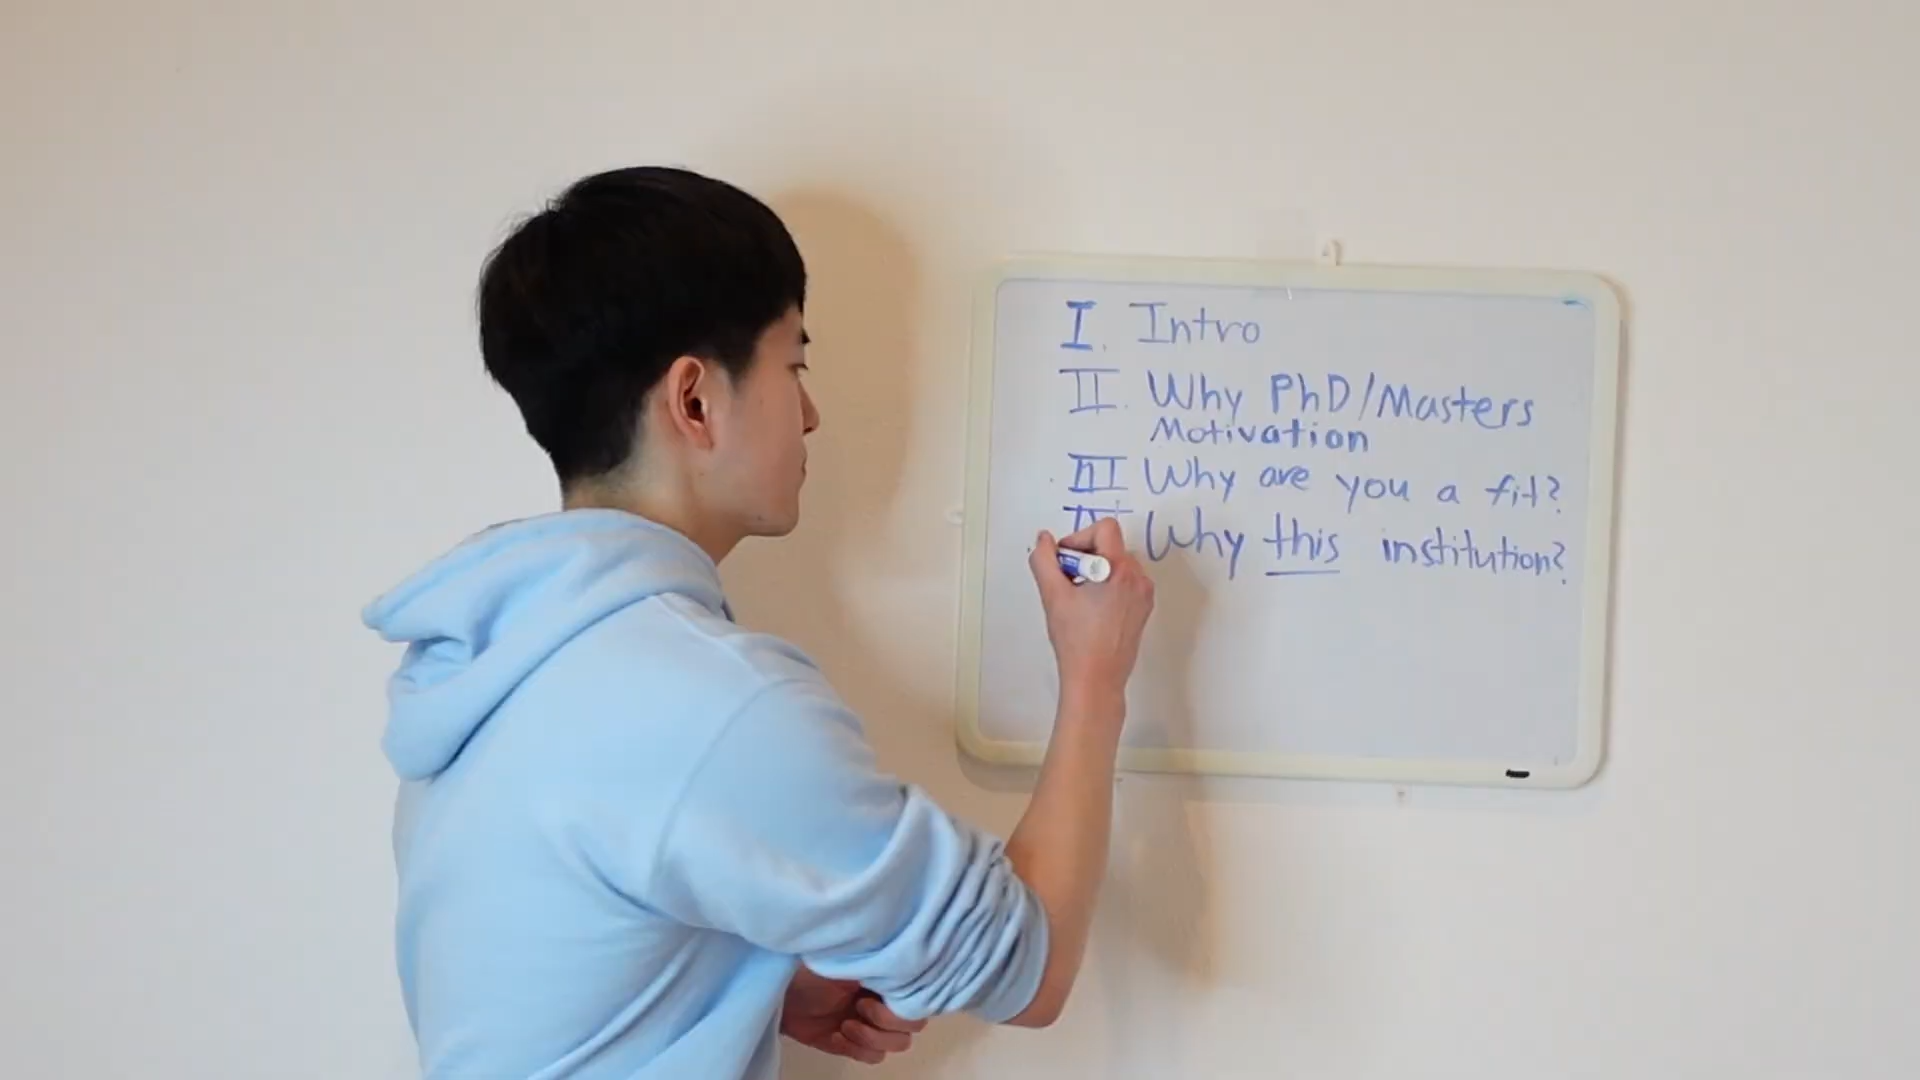 I. Intro
II. Why PhD/Masters
Motivation
III Why are you a fit?
Why this institution?